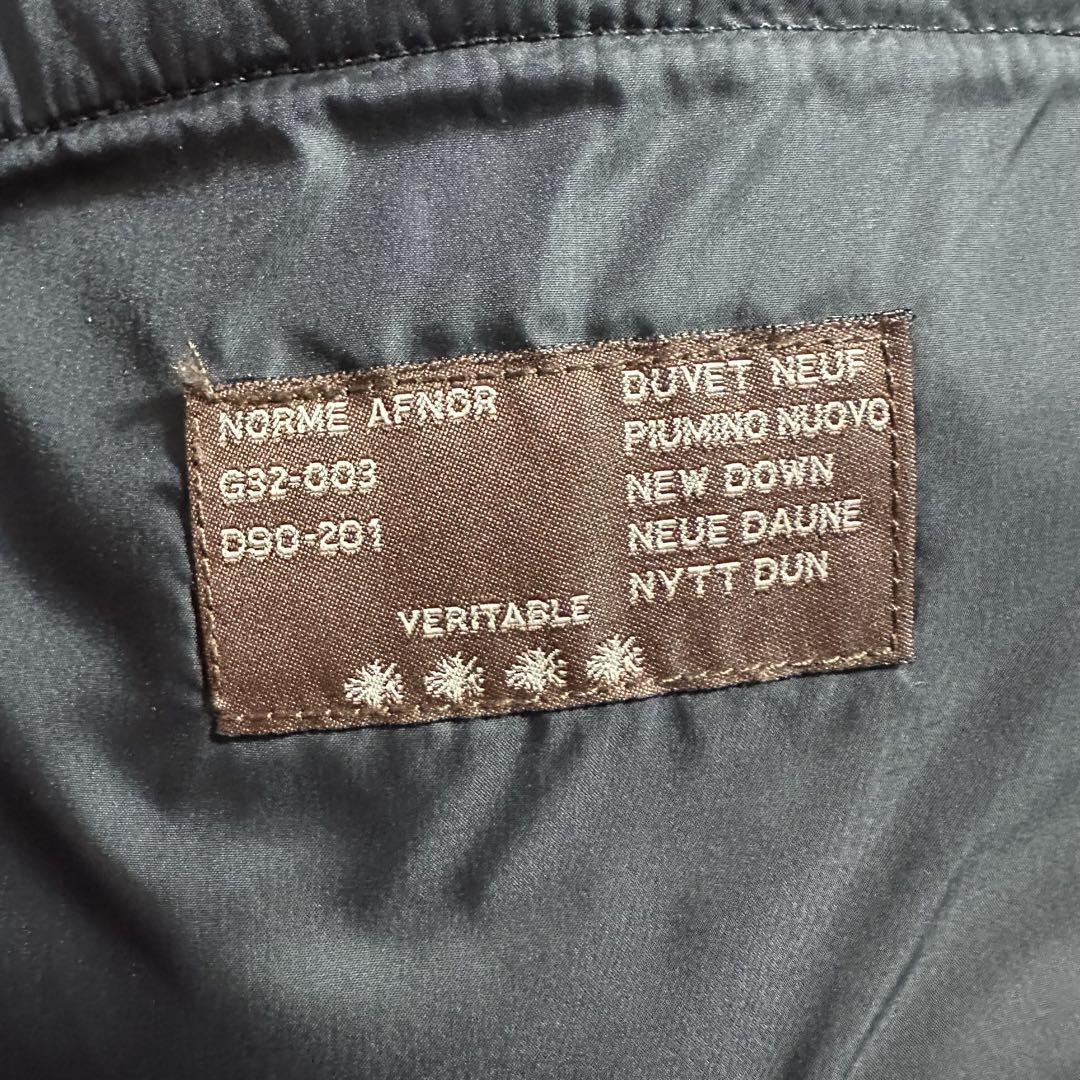 NORME AFNOR
G32-003
D90-201
DUVET NEUF
PIUMINO NUOVO
NEW DOWN
NEUE DAUNE
NYTT DUN
VERITABLE